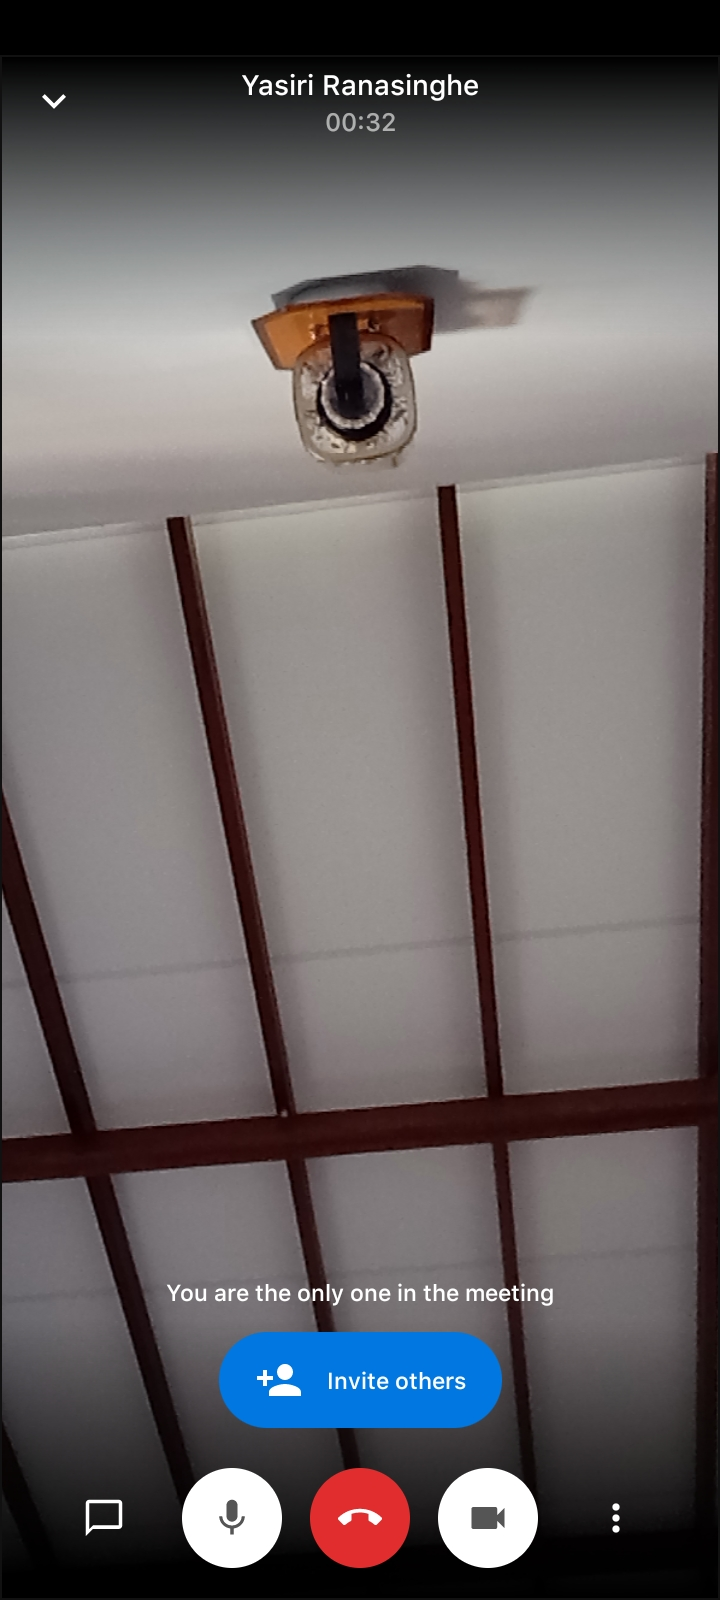 Yasiri Ranasinghe
00:32
You are the only one in the meeting
Invite others